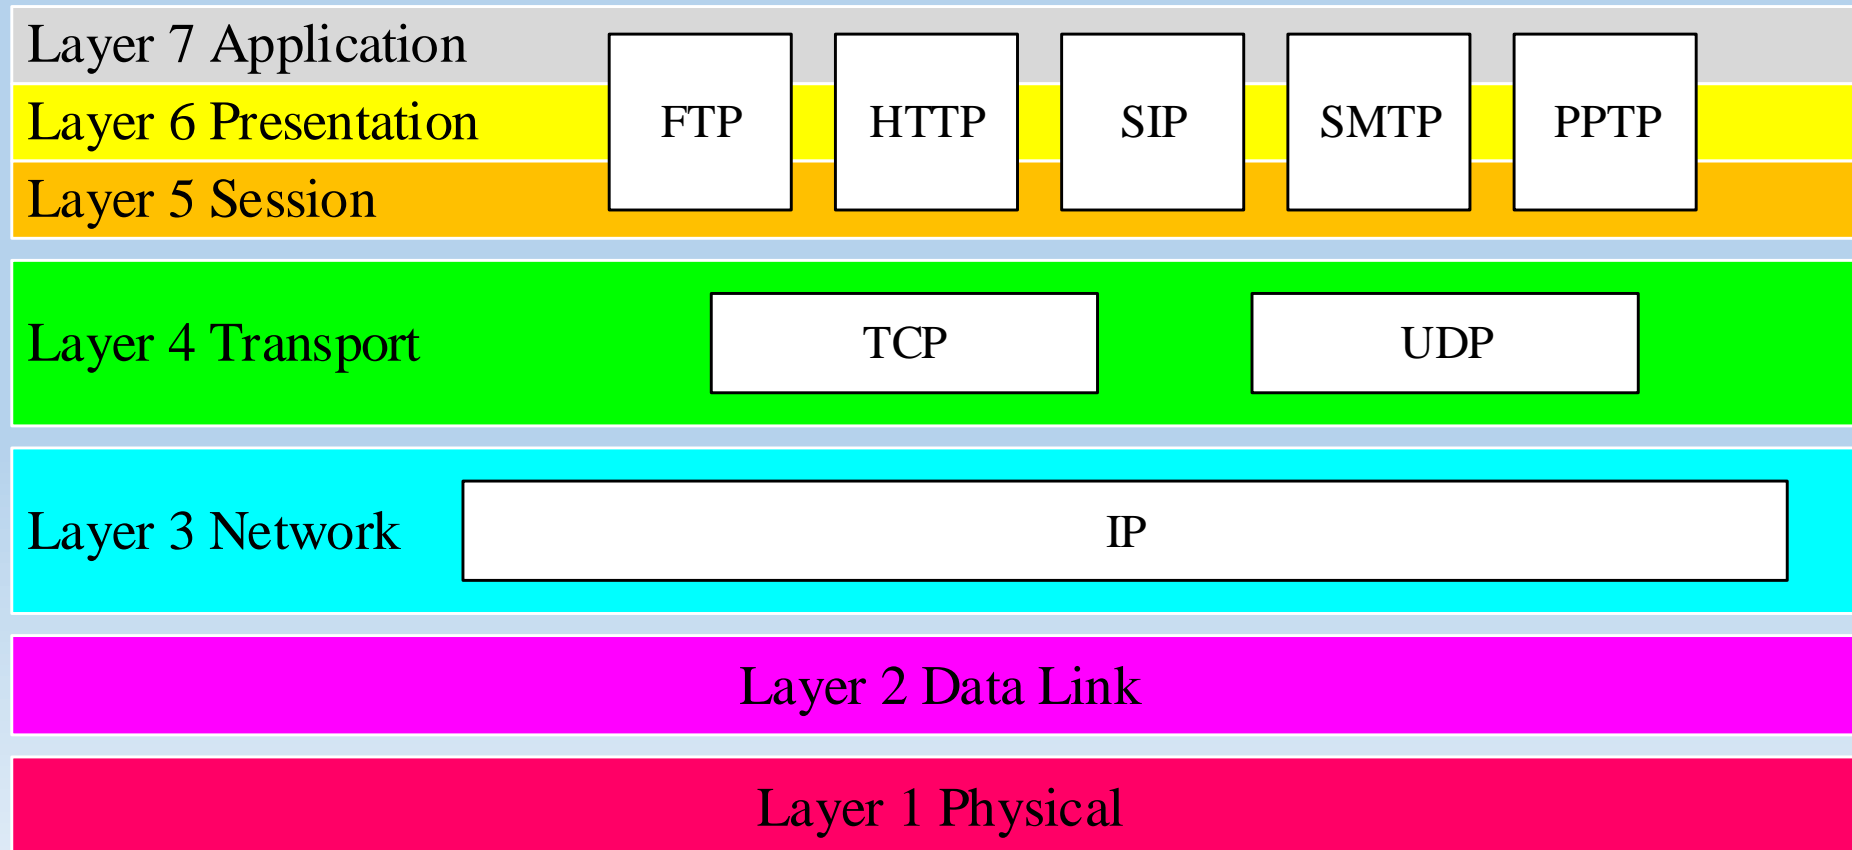 Layer 7 Application
Layer 6 Presentation
Layer 5 Session
FTP
HTTP
SIP
SMTP
PPTP
Layer 4 Transport
TCP
UDP
Layer 3 Network
IP
Layer 2 Data Link
Layer 1 Physical